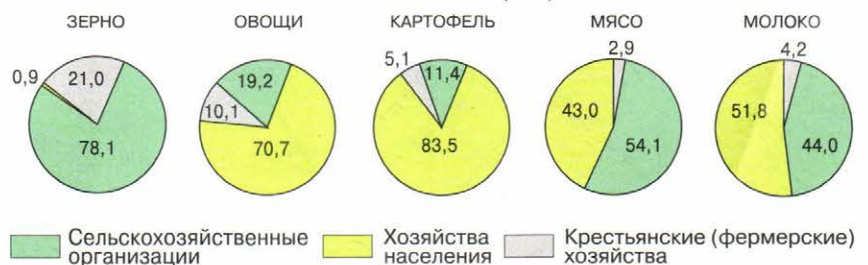 ЗЕРНО ОВОЩИ КАРТОФЕЛЬ МЯСО МОЛОКО
0,9 21,0 78,1
19,2 10,1 70,7
5,1 11,4 83,5
2,9 43,0 54,1
4,2 51,8 44,0
Сельскохозяйственные организации
Хозяйства населения
Крестьянские (фермерские) хозяйства